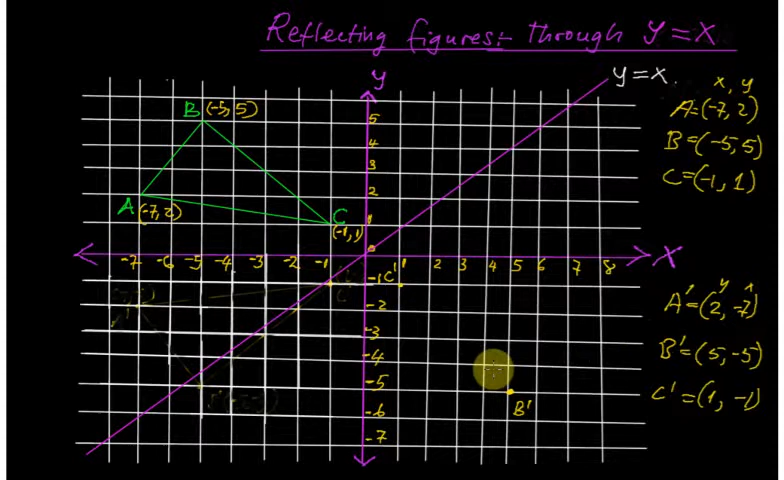 Reflecting figures:- through y = x
y
y = x.
x, y
A = (-7, 2)
B (-5, 5)
5
B = (-5, 5)
4
3
C = (-1, 1)
2
A (-7, 2)
C
1
(-1, 1)
o
-7 -6 -5 -4 -3 -2 -1 1 2 3 4 5 6 7 8 x
-1 C'
y x
-2
A' = (2, -7)
-3
-4
B' = (5, -5)
-5
B'
C' = (1, -1)
-6
-7